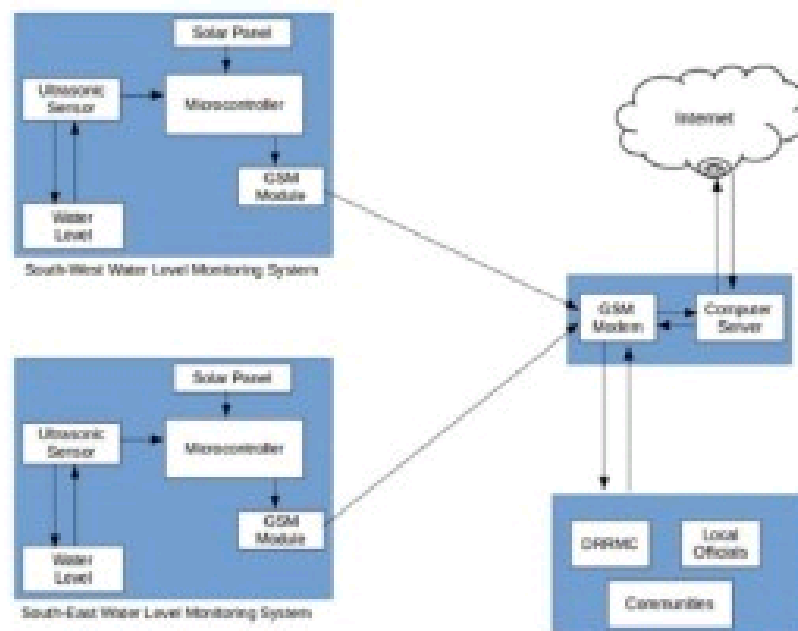 Solar Panel
Ultrasonic
Sensor
Microcontroller
GSM
Module
Water
Level
South-West Water Level Monitoring System
Internet
GSM
Modem
Computer
Server
Solar Panel
Ultrasonic
Sensor
Microcontroller
GSM
Module
Water
Level
South-East Water Level Monitoring System
DRRMC
Local
Officials
Communities